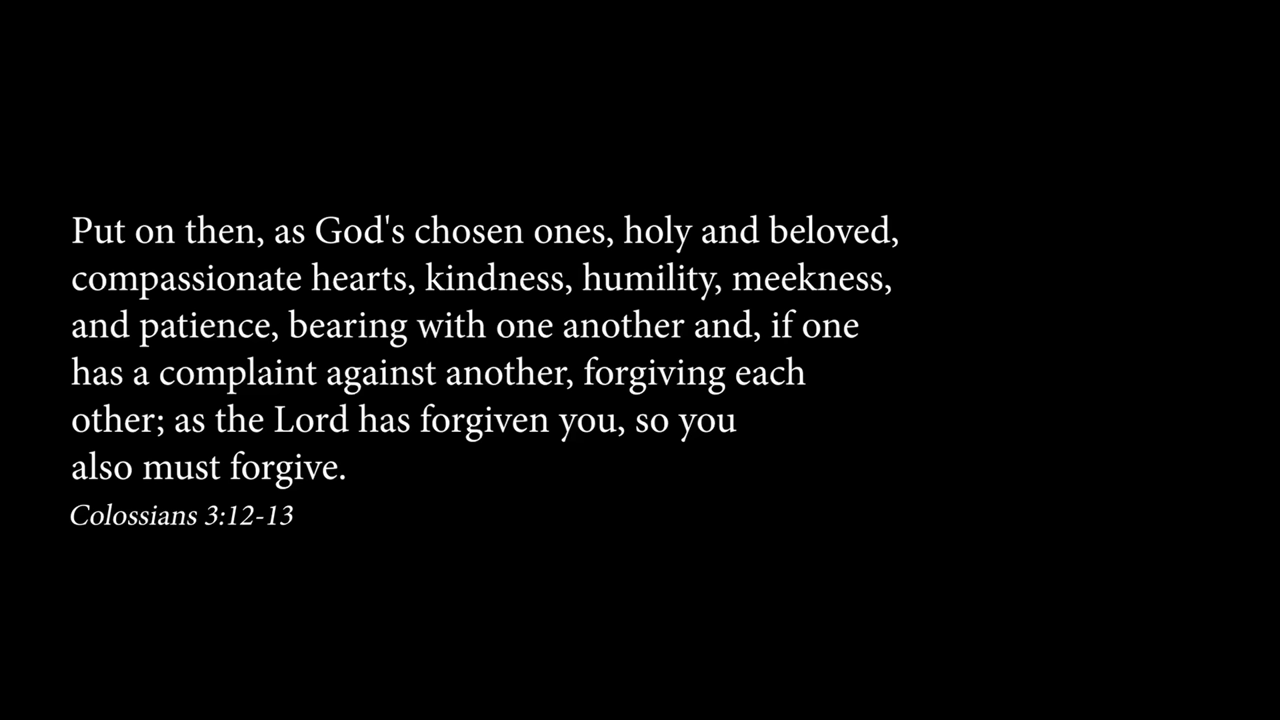 Put on then, as God's chosen ones, holy and beloved,
compassionate hearts, kindness, humility, meekness,
and patience, bearing with one another and, if one
has a complaint against another, forgiving each
other; as the Lord has forgiven you, so you
also must forgive.
Colossians 3:12-13